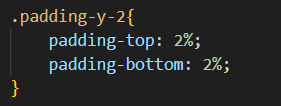 .padding-y-2{
    padding-top: 2%;
    padding-bottom: 2%;
}